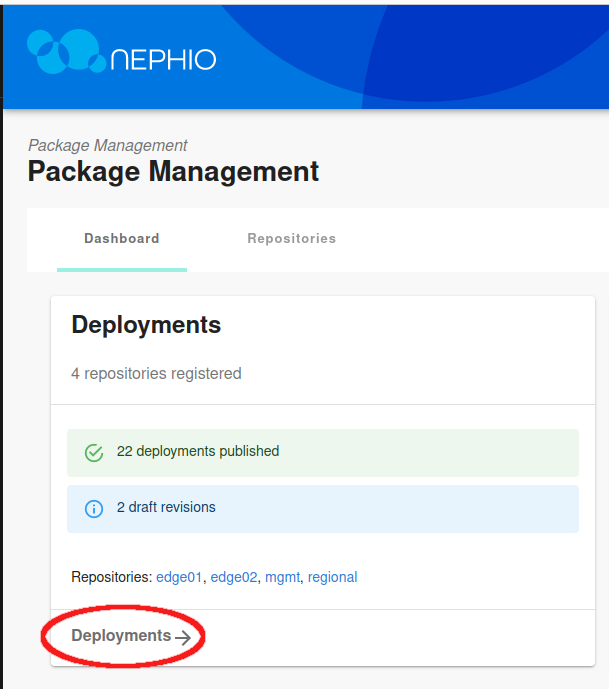 NEPHIO
Package Management
Package Management
Dashboard Repositories
Deployments
4 repositories registered
22 deployments published
2 draft revisions
Repositories: edge01, edge02, mgmt, regional
Deployments